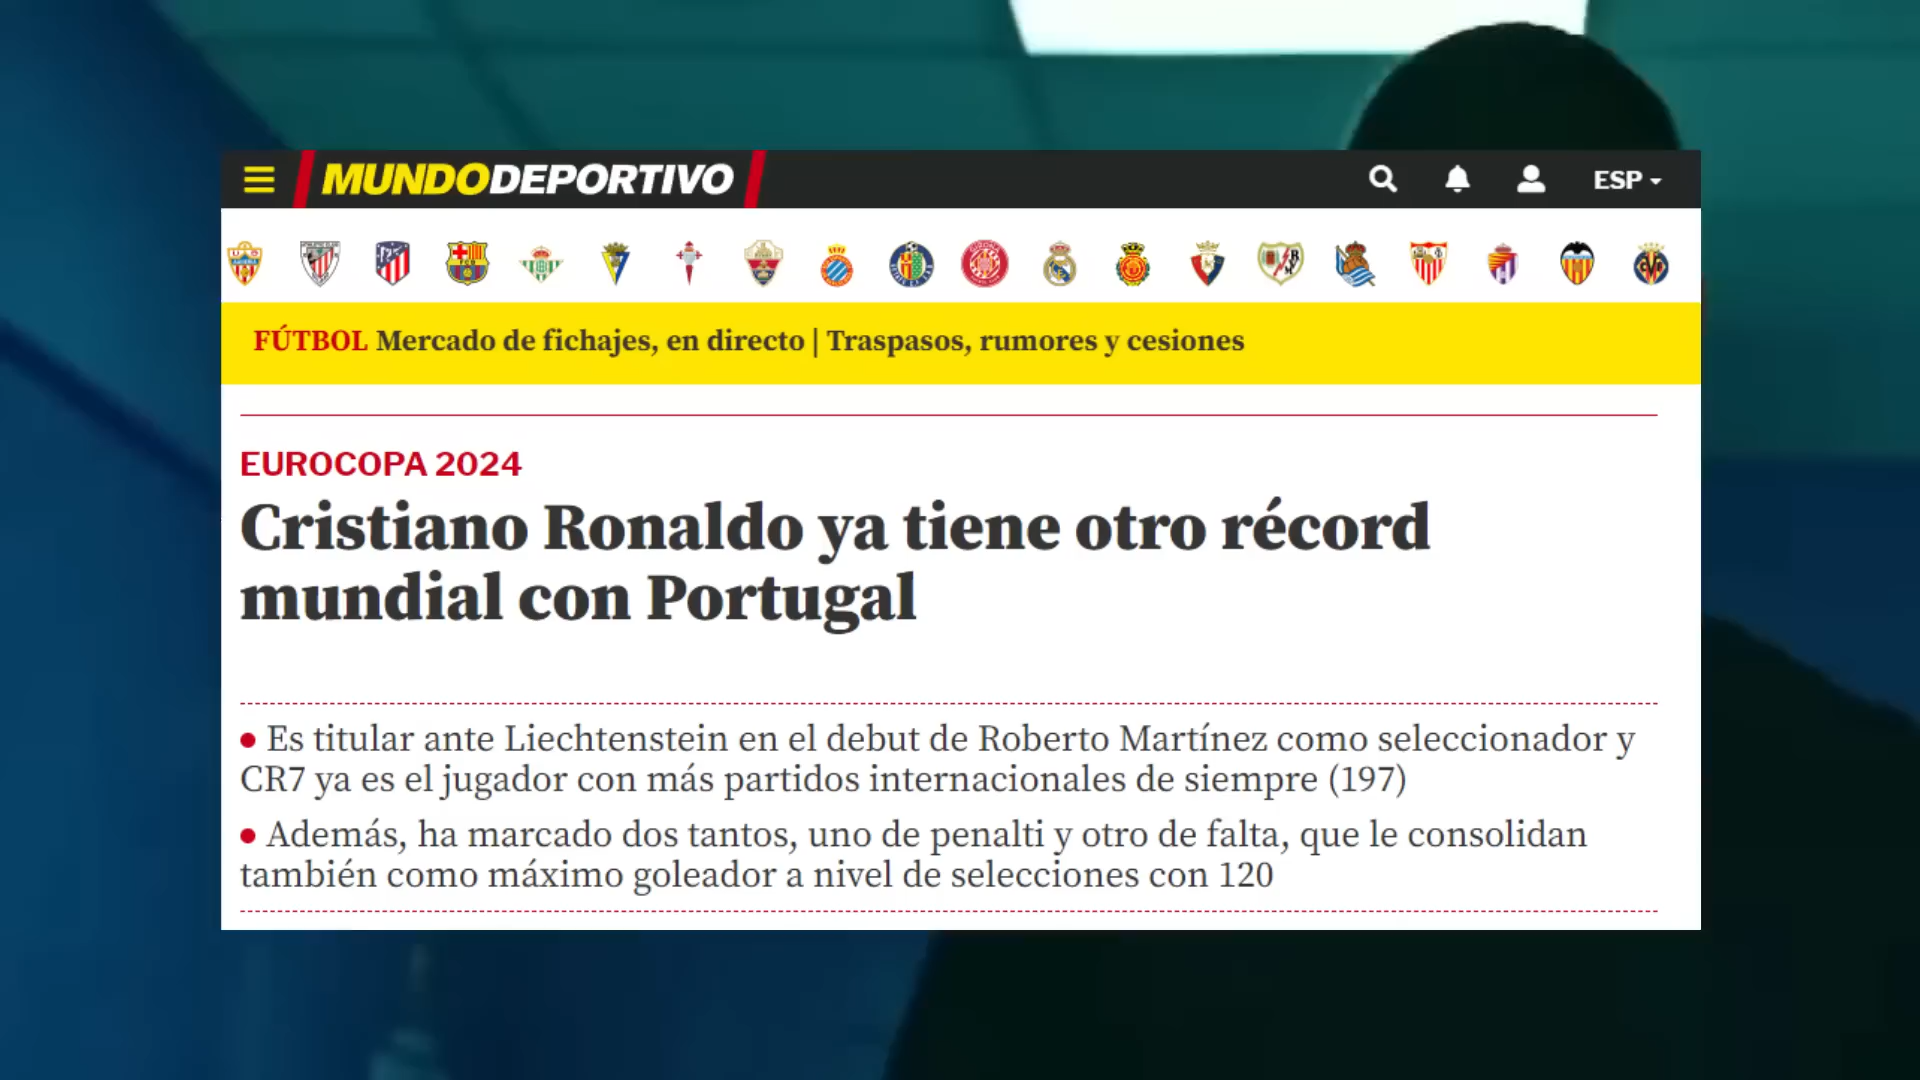 MUNDODEPORTIVO
ESP
FÚTBOL Mercado de fichajes, en directo | Traspasos, rumores y cesiones
EUROCOPA 2024
Cristiano Ronaldo ya tiene otro récord
mundial con Portugal
• Es titular ante Liechtenstein en el debut de Roberto Martínez como seleccionador y
CR7 ya es el jugador con más partidos internacionales de siempre (197)
• Además, ha marcado dos tantos, uno de penalti y otro de falta, que le consolidan
también como máximo goleador a nivel de selecciones con 120